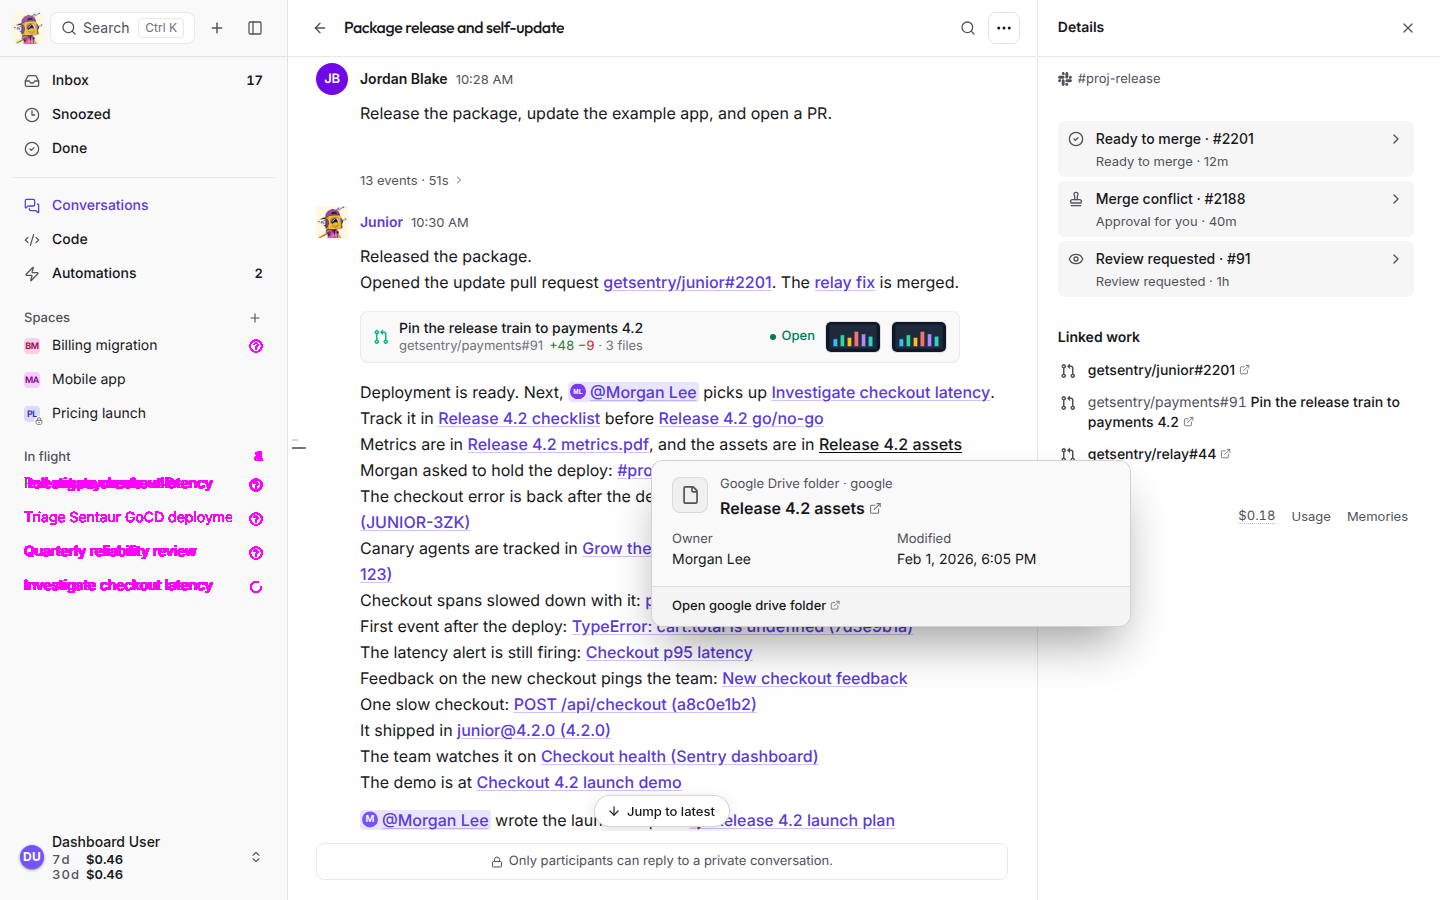 Search Ctrl K
Inbox 17
Snoozed
Done
Conversations
Code
Automations 2
Spaces
BM Billing migration
MA Mobile app
PL Pricing launch
In flight
Triage Sentaur GoCD deployme
Quarterly reliability review
Investigate checkout latency
DU Dashboard User
7d $0.46
30d $0.46
Package release and self-update
JB Jordan Blake 10:28 AM
Release the package, update the example app, and open a PR.
13 events · 51s
Junior 10:30 AM
Released the package.
Opened the update pull request getsentry/junior#2201. The relay fix is merged.
Pin the release train to payments 4.2
getsentry/payments#91 +48 −9 · 3 files
Open
Deployment is ready. Next, ML @Morgan Lee picks up Investigate checkout latency.
Track it in Release 4.2 checklist before Release 4.2 go/no-go
Metrics are in Release 4.2 metrics.pdf, and the assets are in Release 4.2 assets
Morgan asked to hold the deploy: #pro
The checkout error is back after the de
(JUNIOR-3ZK)
Canary agents are tracked in Grow the
123)
Checkout spans slowed down with it: p
First event after the deploy: TypeError: cart.total is undefined (7d3e9b1a)
The latency alert is still firing: Checkout p95 latency
Feedback on the new checkout pings the team: New checkout feedback
One slow checkout: POST /api/checkout (a8c0e1b2)
It shipped in junior@4.2.0 (4.2.0)
The team watches it on Checkout health (Sentry dashboard)
The demo is at Checkout 4.2 launch demo
M @Morgan Lee wrote the laun elease 4.2 launch plan
Jump to latest
Only participants can reply to a private conversation.
Google Drive folder · google
Release 4.2 assets
Owner Modified
Morgan Lee Feb 1, 2026, 6:05 PM
Open google drive folder
Details
#proj-release
Ready to merge · #2201
Ready to merge · 12m
Merge conflict · #2188
Approval for you · 40m
Review requested · #91
Review requested · 1h
Linked work
getsentry/junior#2201
getsentry/payments#91 Pin the release train to
payments 4.2
getsentry/relay#44
$0.18 Usage Memories